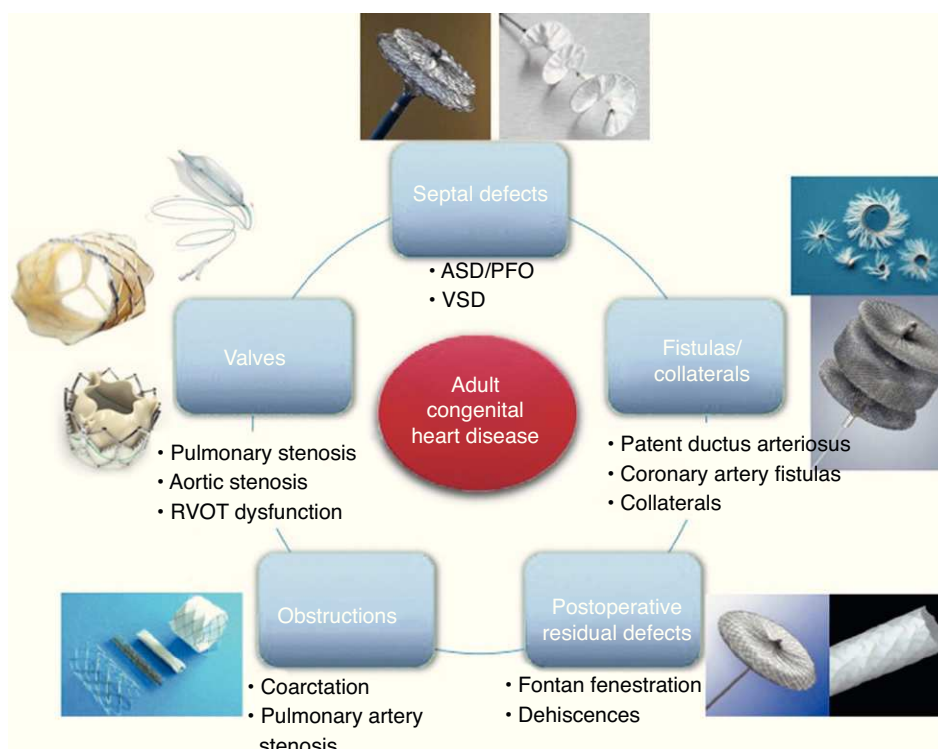 Septal defects
• ASD/PFO
• VSD
Valves
• Pulmonary stenosis
• Aortic stenosis
• RVOT dysfunction
Adult
congenital
heart disease
Fistulas/
collaterals
• Patent ductus arteriosus
• Coronary artery fistulas
• Collaterals
Obstructions
• Coarctation
• Pulmonary artery
stenosis
Postoperative
residual defects
• Fontan fenestration
• Dehiscences